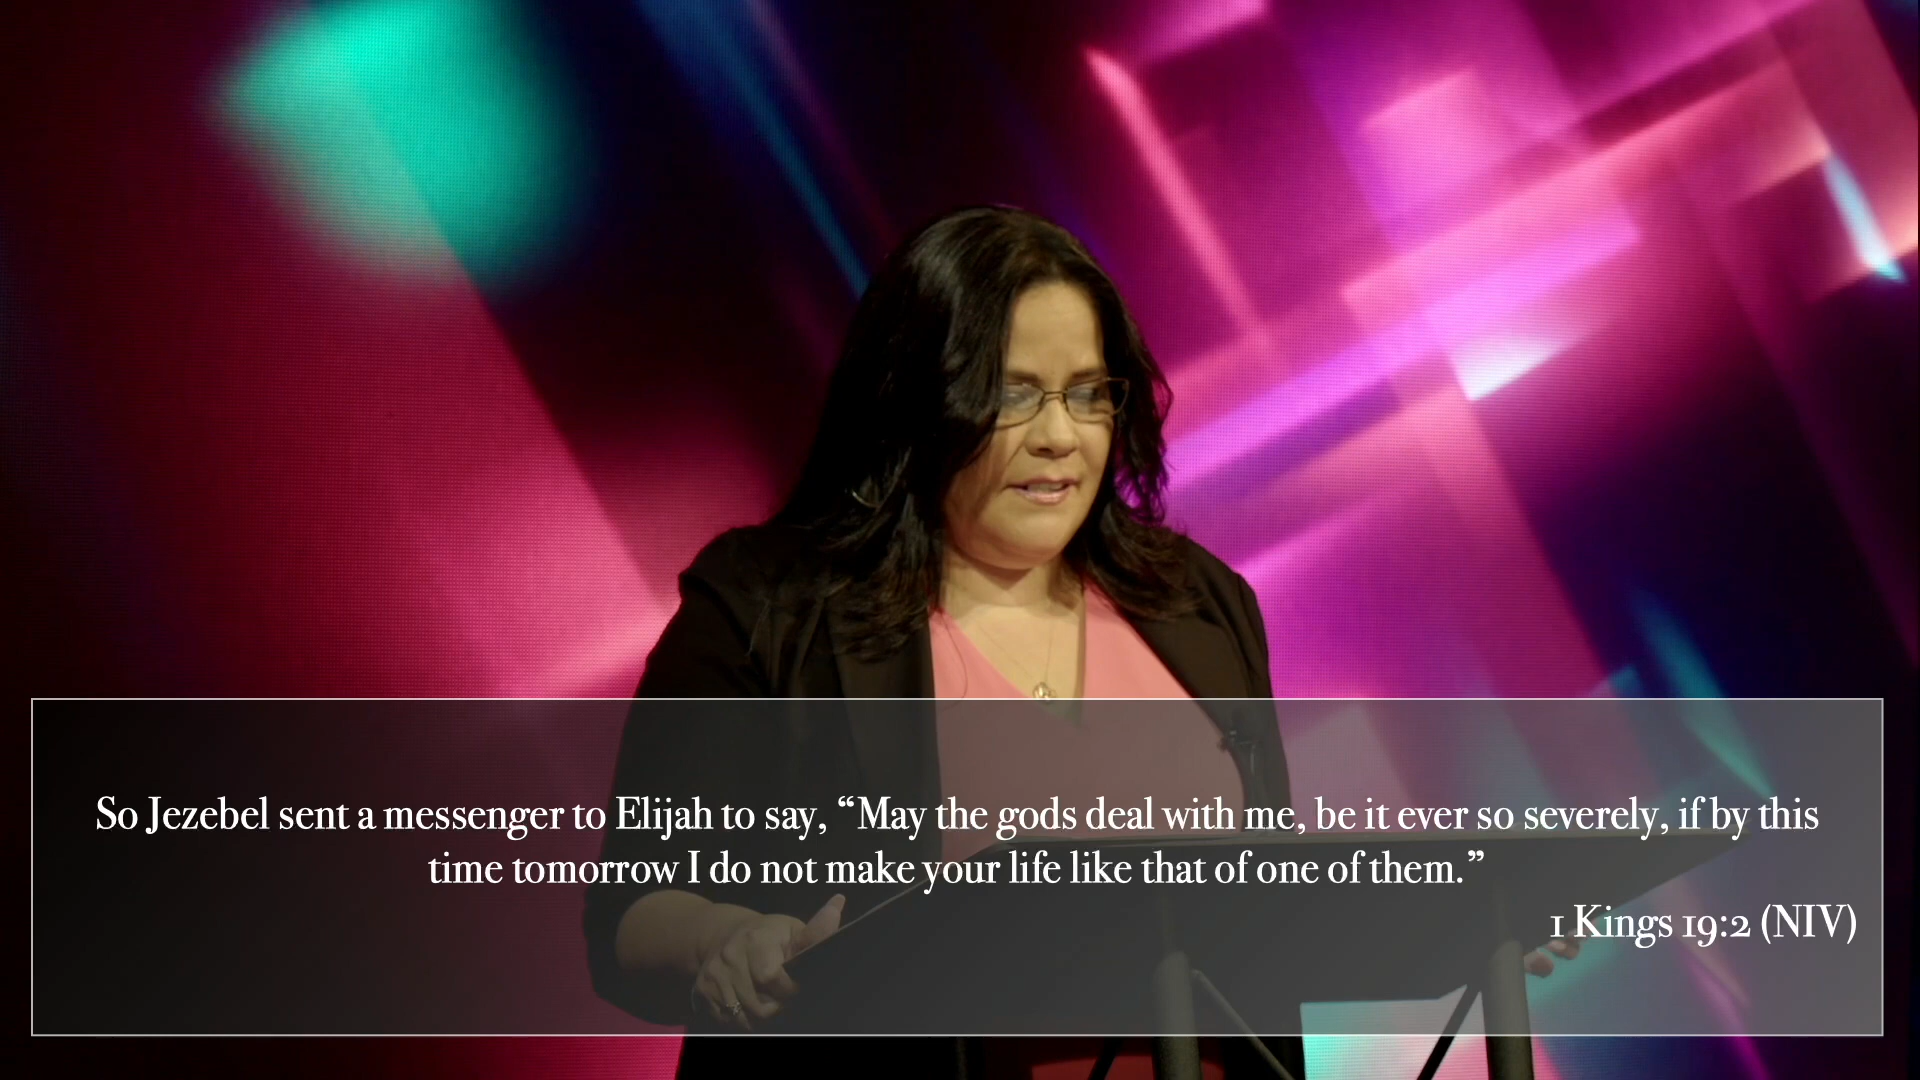 So Jezebel sent a messenger to Elijah to say, “May the gods deal with me, be it ever so severely, if by this
time tomorrow I do not make your life like that of one of them.”
1 Kings 19:2 (NIV)